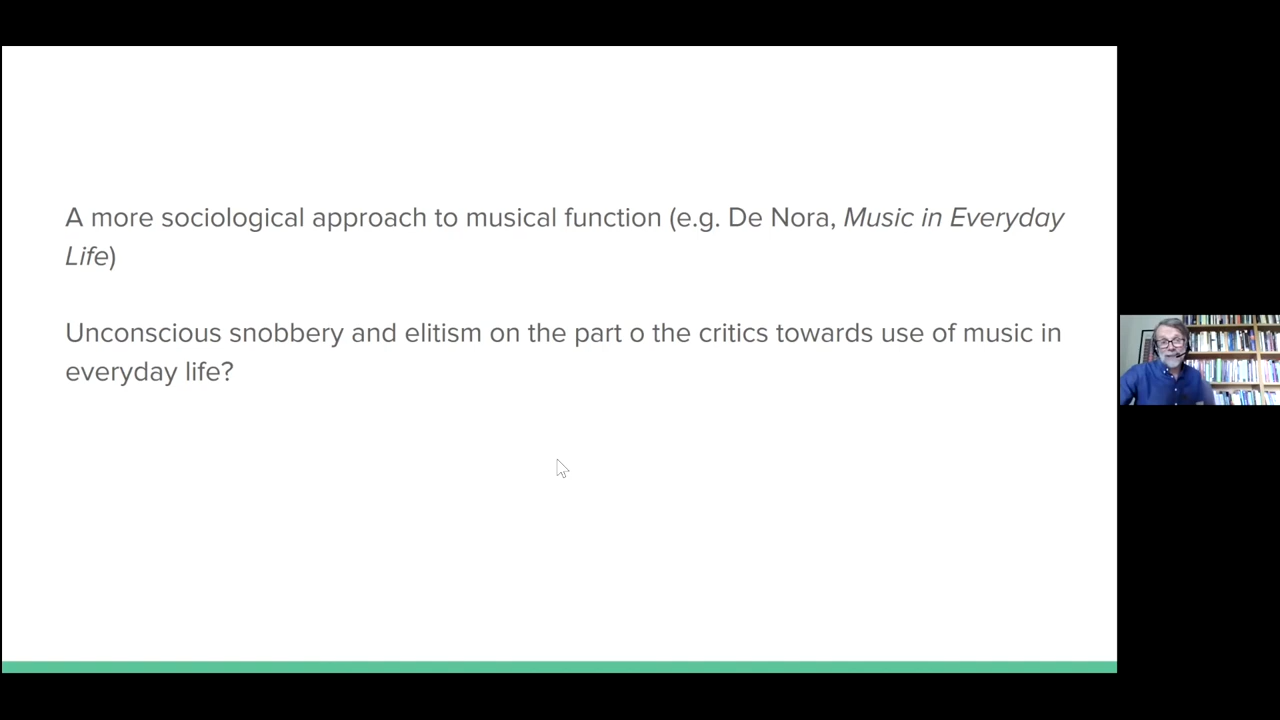 A more sociological approach to musical function (e.g. De Nora, Music in Everyday
Life)
Unconscious snobbery and elitism on the part o the critics towards use of music in
everyday life?